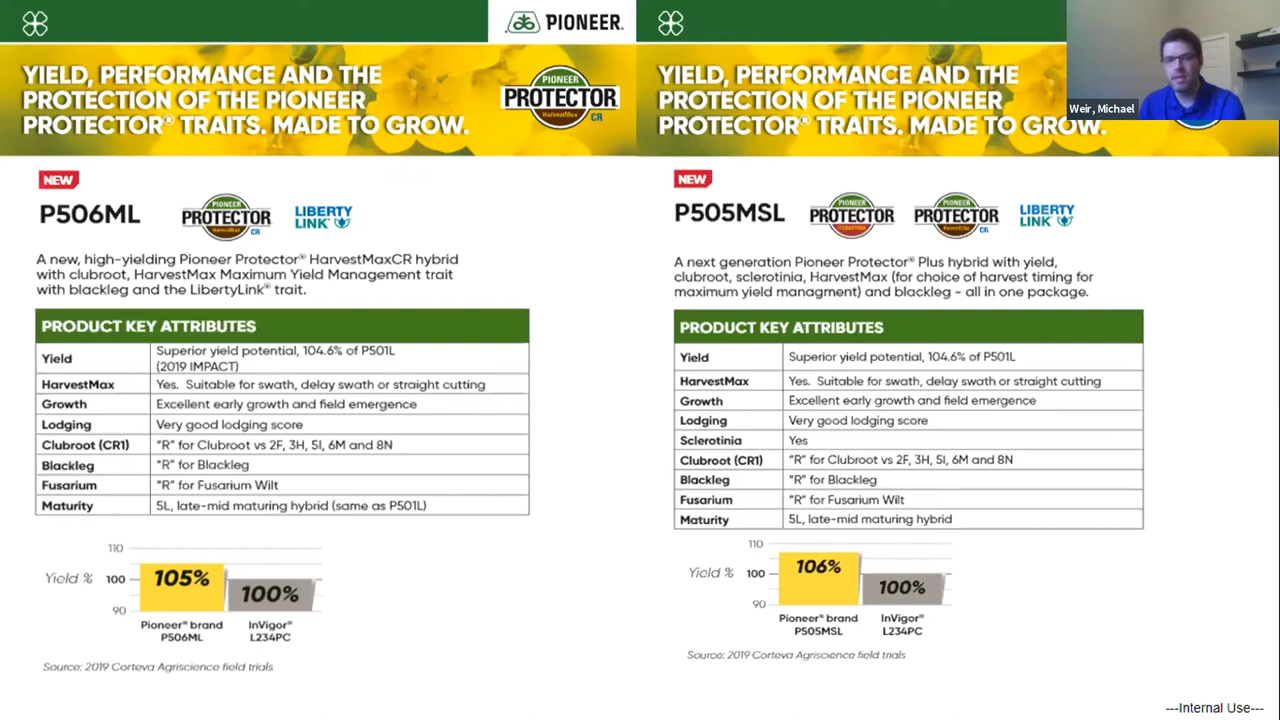 PIONEER.
YIELD, PERFORMANCE AND THE
PROTECTION OF THE PIONEER
PROTECTOR® TRAITS. MADE TO GROW.
PIONEER
PROTECTOR
HarvestMax
CR
NEW
P506ML
PIONEER
PROTECTOR
HarvestMax
CR
LIBERTY
LINK
A new, high-yielding Pioneer Protector® HarvestMaxCR hybrid
with clubroot, HarvestMax Maximum Yield Management trait
with blackleg and the LibertyLink® trait.
PRODUCT KEY ATTRIBUTES
Yield Superior yield potential, 104.6% of P501L
(2019 IMPACT)
HarvestMax Yes. Suitable for swath, delay swath or straight cutting
Growth Excellent early growth and field emergence
Lodging Very good lodging score
Clubroot (CR1) "R" for Clubroot vs 2F, 3H, 5I, 6M and 8N
Blackleg "R" for Blackleg
Fusarium "R" for Fusarium Wilt
Maturity 5L, late-mid maturing hybrid (same as P501L)
110
Yield % 100
90
105%
100%
Pioneer® brand
P506ML
InVigor®
L234PC
Source: 2019 Corteva Agriscience field trials
YIELD, PERFORMANCE AND THE
PROTECTION OF THE PIONEER
PROTECTOR® TRAITS. MADE TO GROW.
Weir, Michael
NEW
P505MSL
PIONEER
PROTECTOR
PIONEER
PROTECTOR
CR
LIBERTY
LINK
A next generation Pioneer Protector® Plus hybrid with yield,
clubroot, sclerotinia, HarvestMax (for choice of harvest timing for
maximum yield managment) and blackleg - all in one package.
PRODUCT KEY ATTRIBUTES
Yield Superior yield potential, 104.6% of P501L
HarvestMax Yes. Suitable for swath, delay swath or straight cutting
Growth Excellent early growth and field emergence
Lodging Very good lodging score
Sclerotinia Yes
Clubroot (CR1) "R" for Clubroot vs 2F, 3H, 5I, 6M and 8N
Blackleg "R" for Blackleg
Fusarium "R" for Fusarium Wilt
Maturity 5L, late-mid maturing hybrid
110
Yield % 100
90
106%
100%
Pioneer® brand
P505MSL
InVigor®
L234PC
Source: 2019 Corteva Agriscience field trials
---Internal Use---